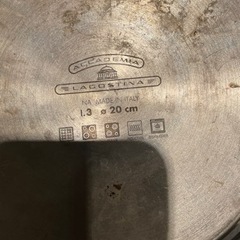 ACCADEMIA
LAGOSTINA
MADE IN ITALY
1.3 ø 20 cm